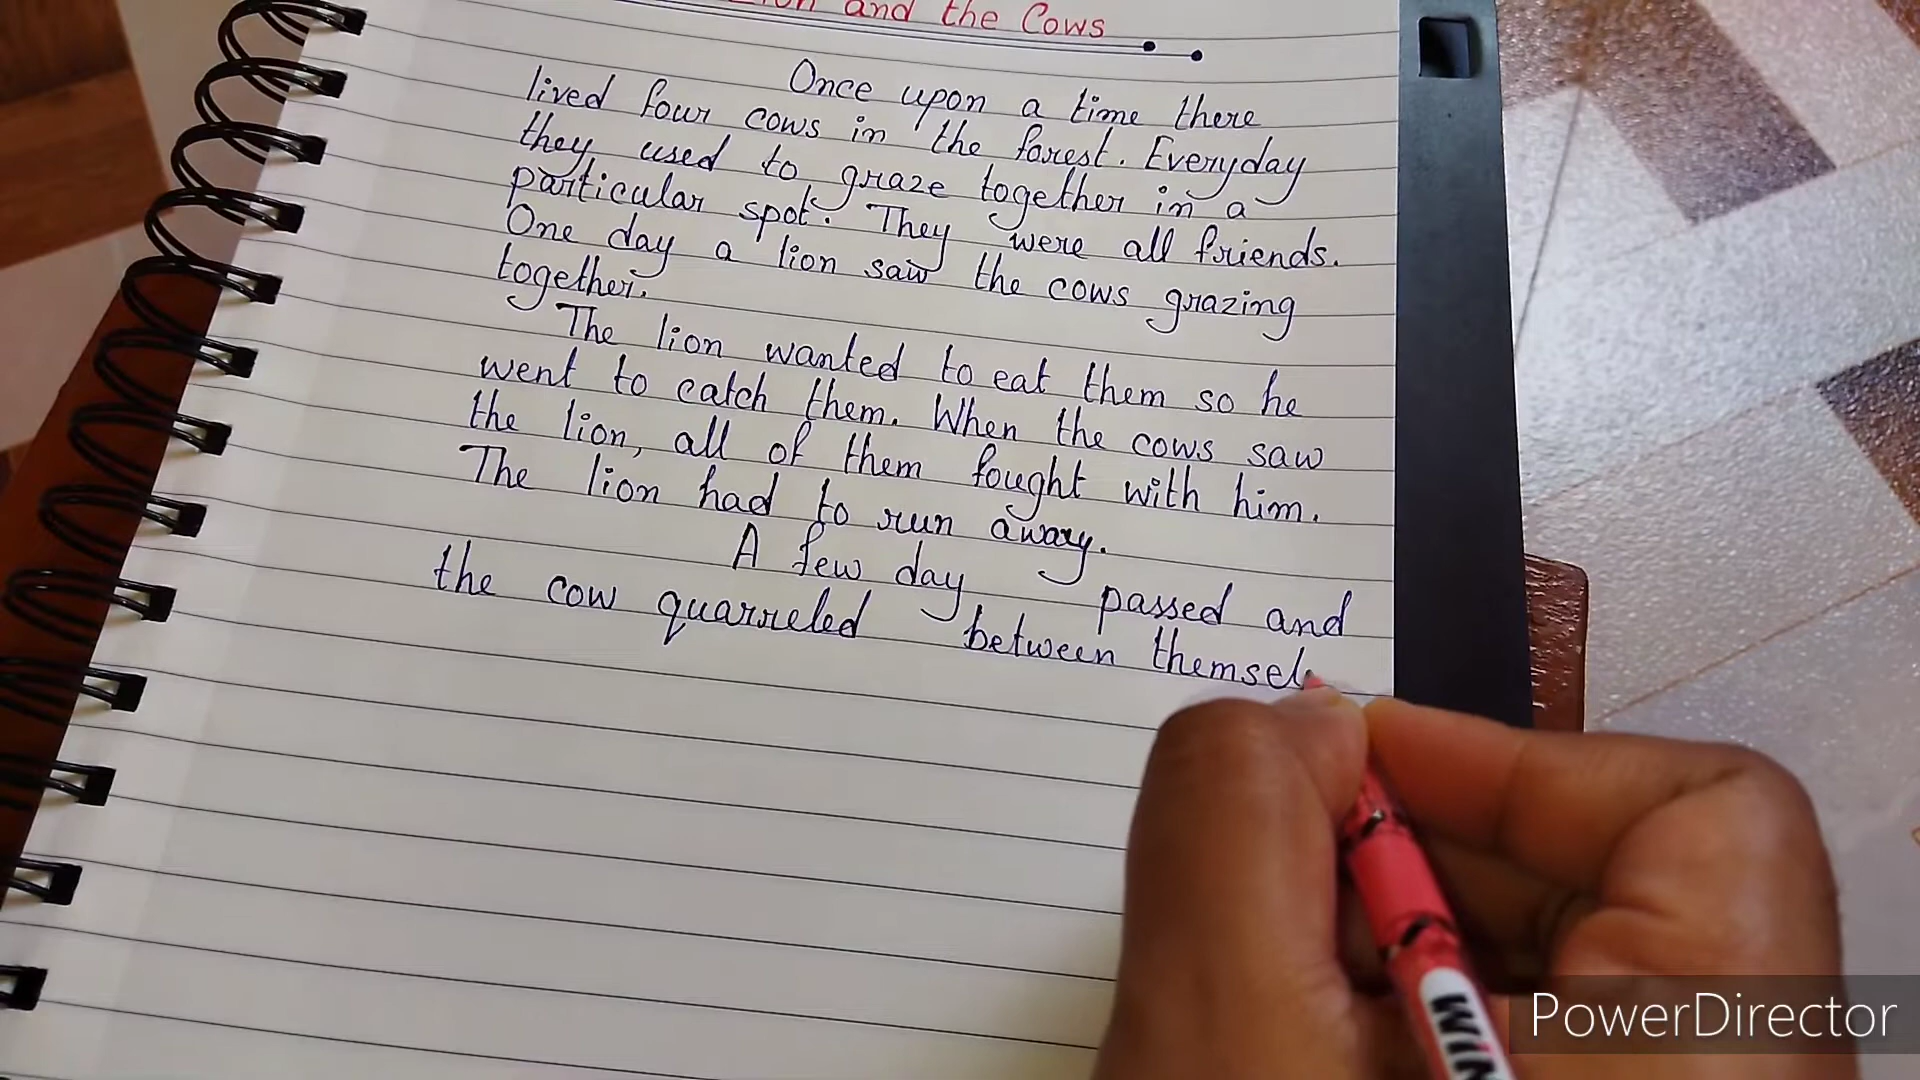 Lion and the Cows
Once upon a time there
lived four cows in the forest. Everyday
they used to graze together in a
particular spot. They were all friends.
One day a lion saw the cows grazing
together.
The lion wanted to eat them so he
went to catch them. When the cows saw
the lion, all of them fought with him.
The lion had to run away.
A few day passed and
the cow quarreled between themsel
WIN
PowerDirector